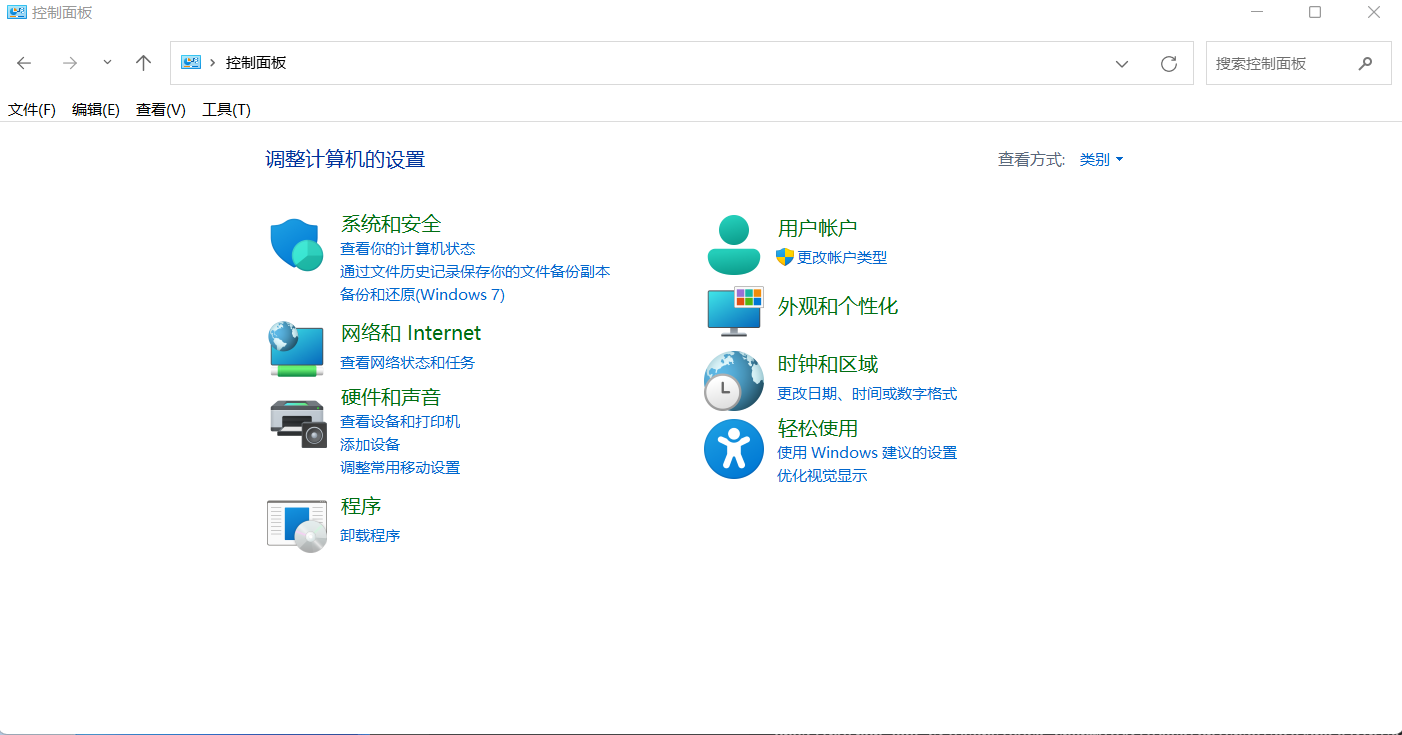 控制面板
控制面板
搜索控制面板
文件(F) 编辑(E) 查看(V) 工具(T)
调整计算机的设置
查看方式: 类别
系统和安全
查看你的计算机状态
通过文件历史记录保存你的文件备份副本
备份和还原(Windows 7)
网络和 Internet
查看网络状态和任务
硬件和声音
查看设备和打印机
添加设备
调整常用移动设置
程序
卸载程序
用户帐户
更改帐户类型
外观和个性化
时钟和区域
更改日期、时间或数字格式
轻松使用
使用 Windows 建议的设置
优化视觉显示